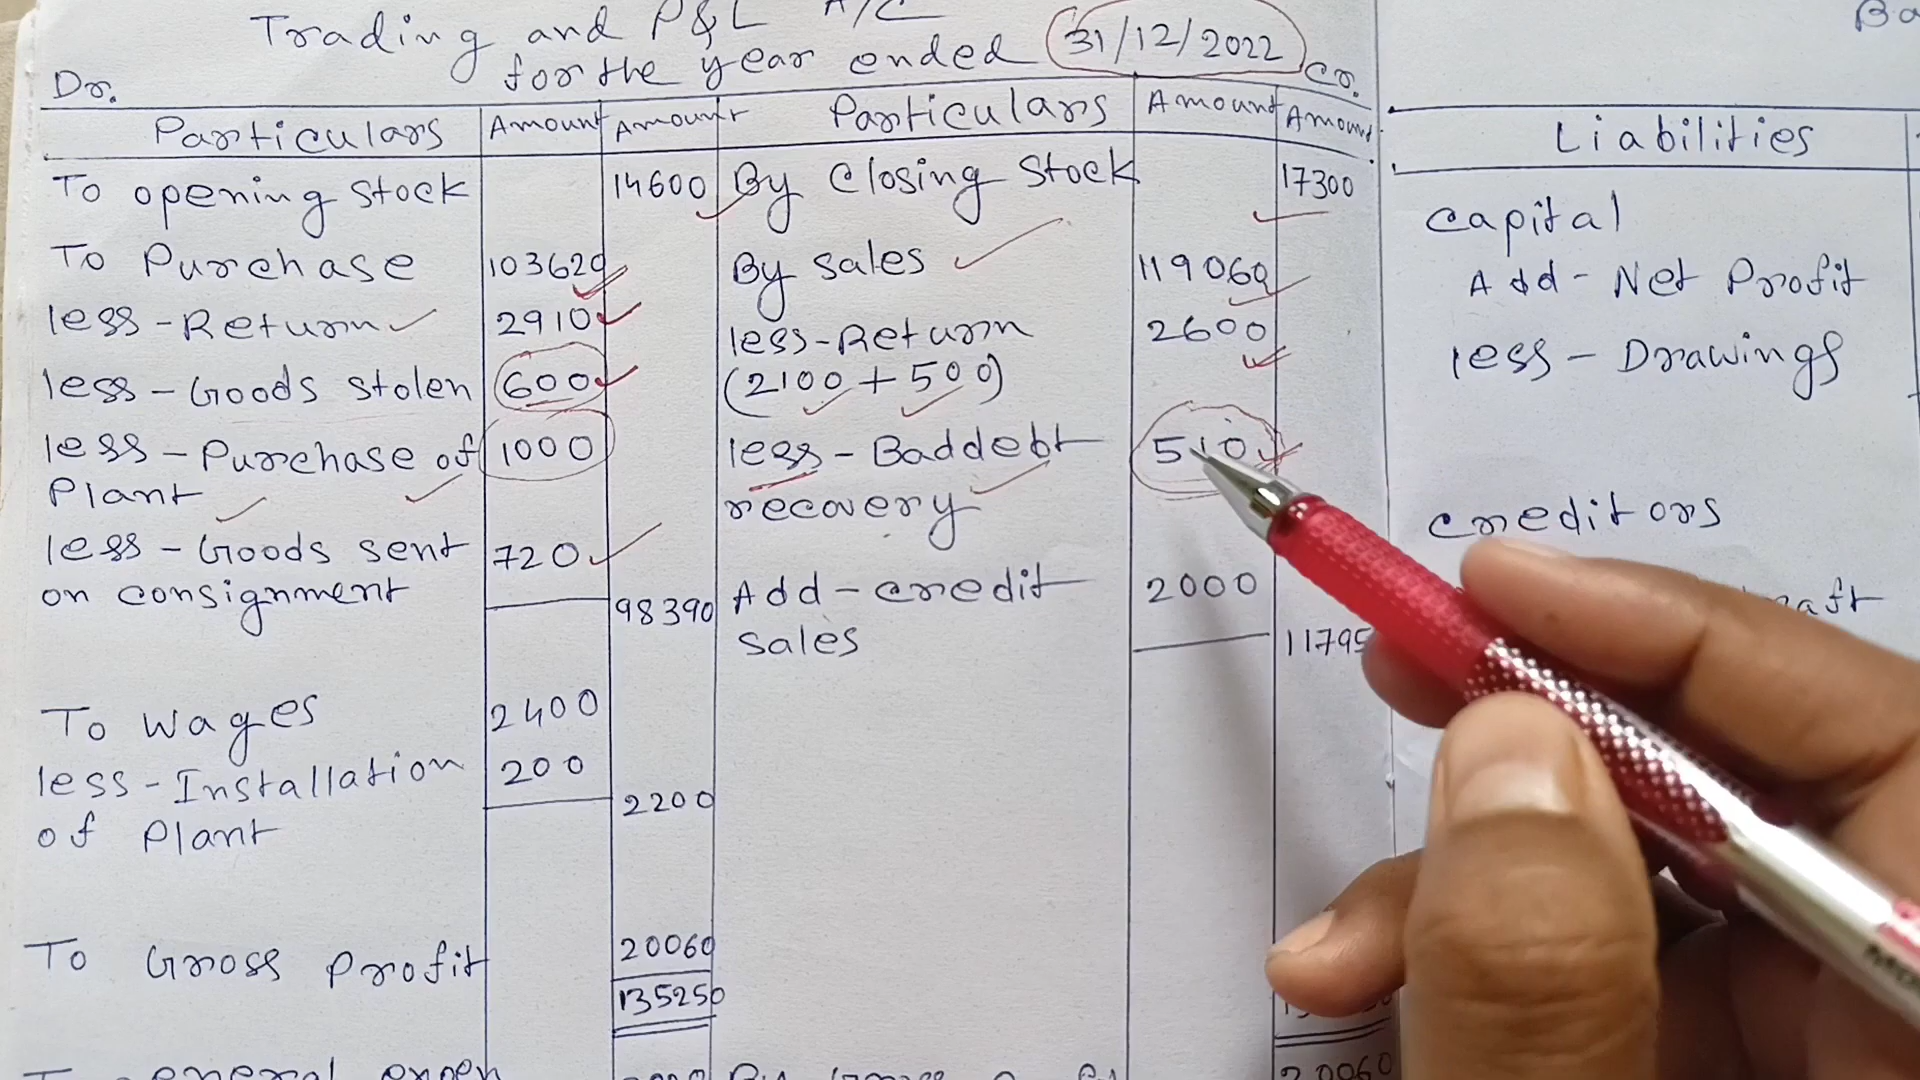 Trading and P&L A/C
for the year ended 31/12/2022
Dr. Cr.
Particulars Amount Amount Particulars Amount Amount
To opening stock 14600 By Closing Stock 17300
To Purchase 103620 By sales 119060
less-Return 2910 less-Return 2600
less-Goods stolen 600 (2100+500)
less-Purchase of 1000 less-Baddebt 510
Plant recovery
less-Goods sent 720 Add-credit 2000
on consignment 98390 sales 11795
To Wages 2400
less-Installation 200
of Plant 2200
To Gross Profit 20060
135250
20060
Ba
Liabilities
Capital
Add-Net Profit
less-Drawings
creditors